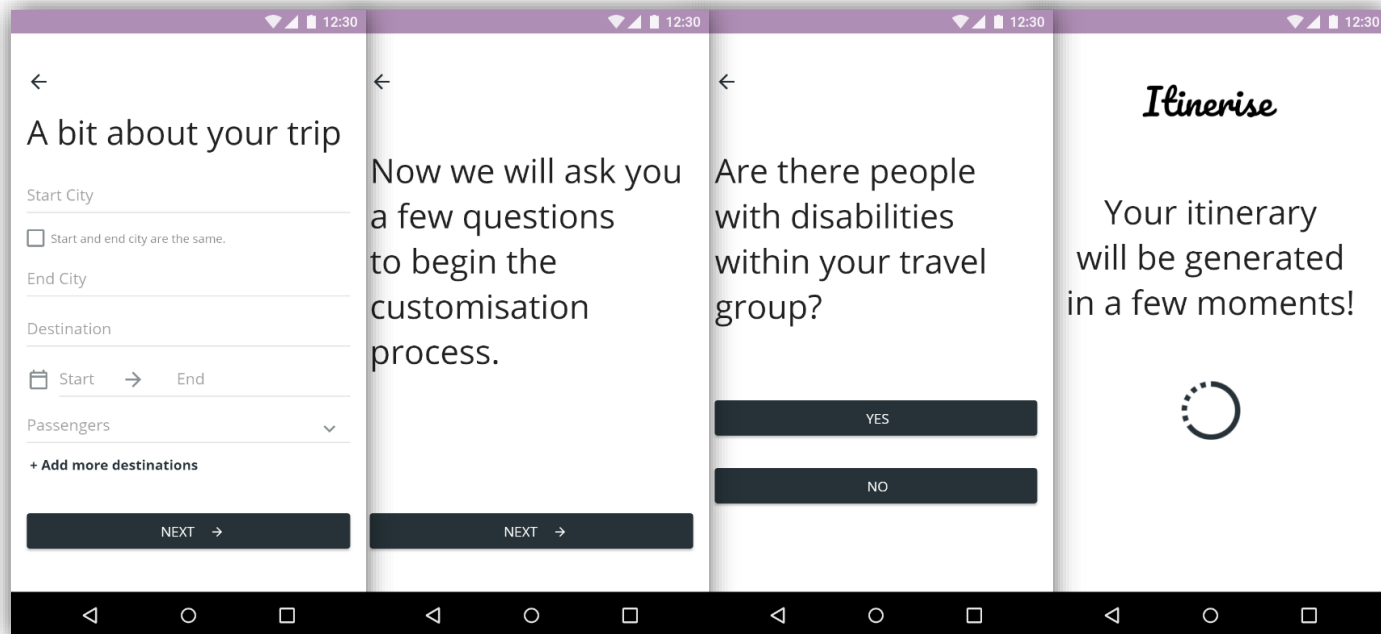 12:30
A bit about your trip
Start City
Start and end city are the same.
End City
Destination
Start → End
Passengers
+ Add more destinations
NEXT →
12:30
Now we will ask you
a few questions
to begin the
customisation
process.
NEXT →
12:30
Are there people
with disabilities
within your travel
group?
YES
NO
12:30
Itinerise
Your itinerary
will be generated
in a few moments!